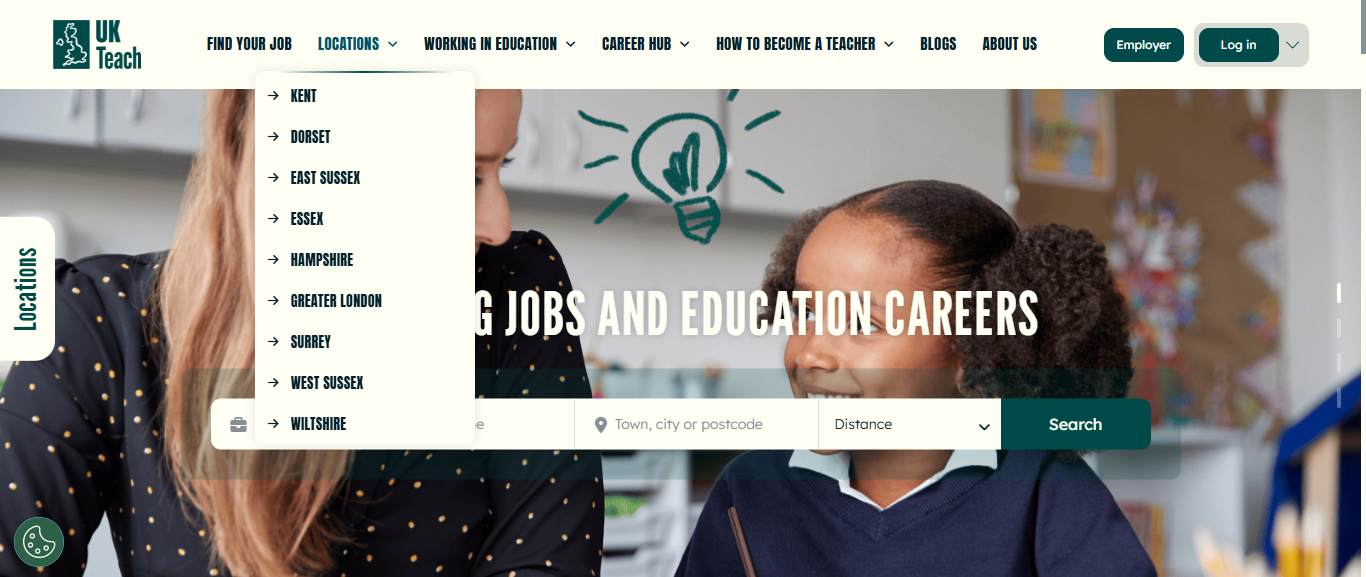 UK
Teach
FIND YOUR JOB
LOCATIONS
WORKING IN EDUCATION
CAREER HUB
HOW TO BECOME A TEACHER
BLOGS
ABOUT US
Employer
Log in
KENT
DORSET
EAST SUSSEX
ESSEX
HAMPSHIRE
GREATER LONDON
SURREY
WEST SUSSEX
WILTSHIRE
Locations
JOBS AND EDUCATION CAREERS
Town, city or postcode
Distance
Search